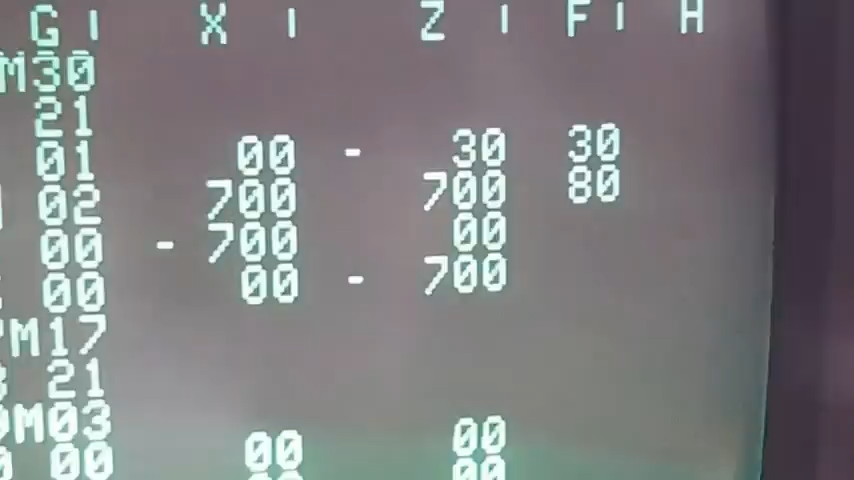 G | X | Z | F | H
M30
21
01 00 - 30 30
02 700 700 80
00 - 700 00
00 00 - 700
M17
21
M03
00 00 00